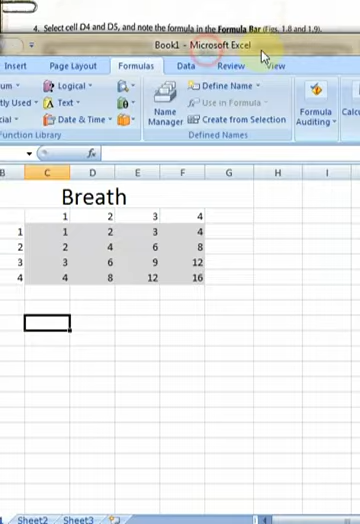 4. Select cell D4 and D5, and note the formula in the Formula Bar (Figs. 1.8 and 1.9).
Book1 - Microsoft Excel
Insert Page Layout Formulas Data Review View
Logical
Text
Date & Time
Function Library
Name Manager
Define Name
Use in Formula
Create from Selection
Defined Names
Formula Auditing
fx
B C D E F G H I
Breath
1 2 3 4
1 1 2 3 4
2 2 4 6 8
3 3 6 9 12
4 4 8 12 16
Sheet2 Sheet3